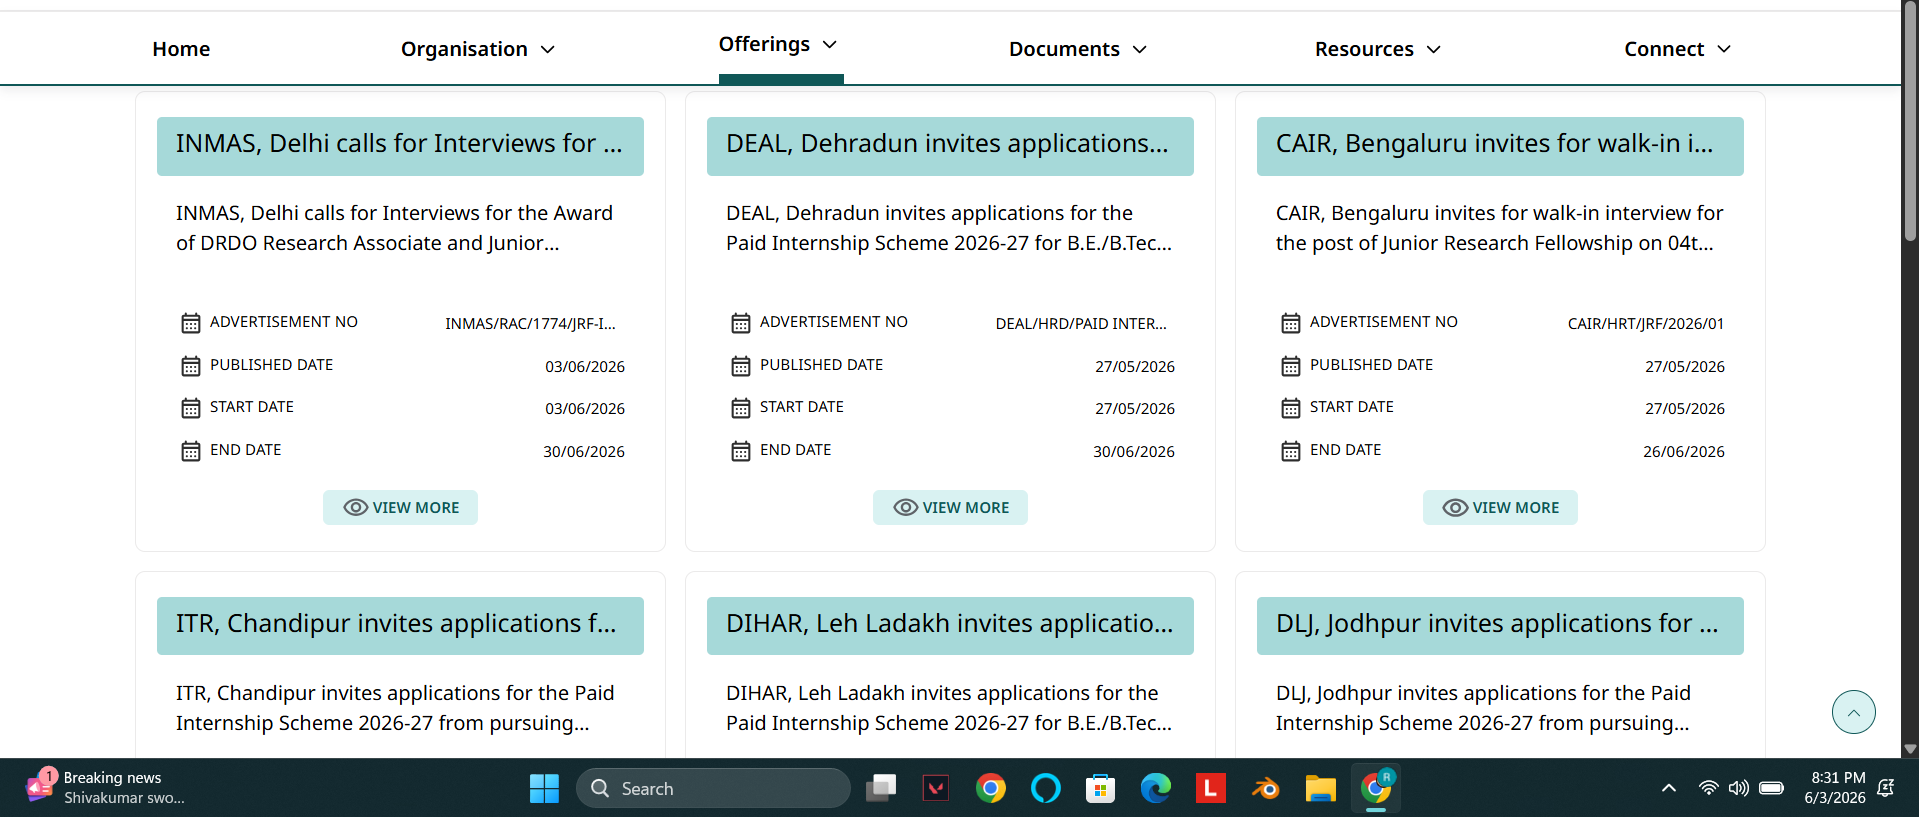 Home
Organisation
Offerings
Documents
Resources
Connect
INMAS, Delhi calls for Interviews for ...
INMAS, Delhi calls for Interviews for the Award
of DRDO Research Associate and Junior...
ADVERTISEMENT NO INMAS/RAC/1774/JRF-I...
PUBLISHED DATE 03/06/2026
START DATE 03/06/2026
END DATE 30/06/2026
VIEW MORE
DEAL, Dehradun invites applications...
DEAL, Dehradun invites applications for the
Paid Internship Scheme 2026-27 for B.E./B.Tec...
ADVERTISEMENT NO DEAL/HRD/PAID INTER...
PUBLISHED DATE 27/05/2026
START DATE 27/05/2026
END DATE 30/06/2026
VIEW MORE
CAIR, Bengaluru invites for walk-in i...
CAIR, Bengaluru invites for walk-in interview for
the post of Junior Research Fellowship on 04t...
ADVERTISEMENT NO CAIR/HRT/JRF/2026/01
PUBLISHED DATE 27/05/2026
START DATE 27/05/2026
END DATE 26/06/2026
VIEW MORE
ITR, Chandipur invites applications f...
ITR, Chandipur invites applications for the Paid
Internship Scheme 2026-27 from pursuing...
DIHAR, Leh Ladakh invites applicatio...
DIHAR, Leh Ladakh invites applications for the
Paid Internship Scheme 2026-27 for B.E./B.Tec...
DLJ, Jodhpur invites applications for ...
DLJ, Jodhpur invites applications for the Paid
Internship Scheme 2026-27 from pursuing...
1
Breaking news
Shivakumar swo...
Search
L
R
8:31 PM
6/3/2026